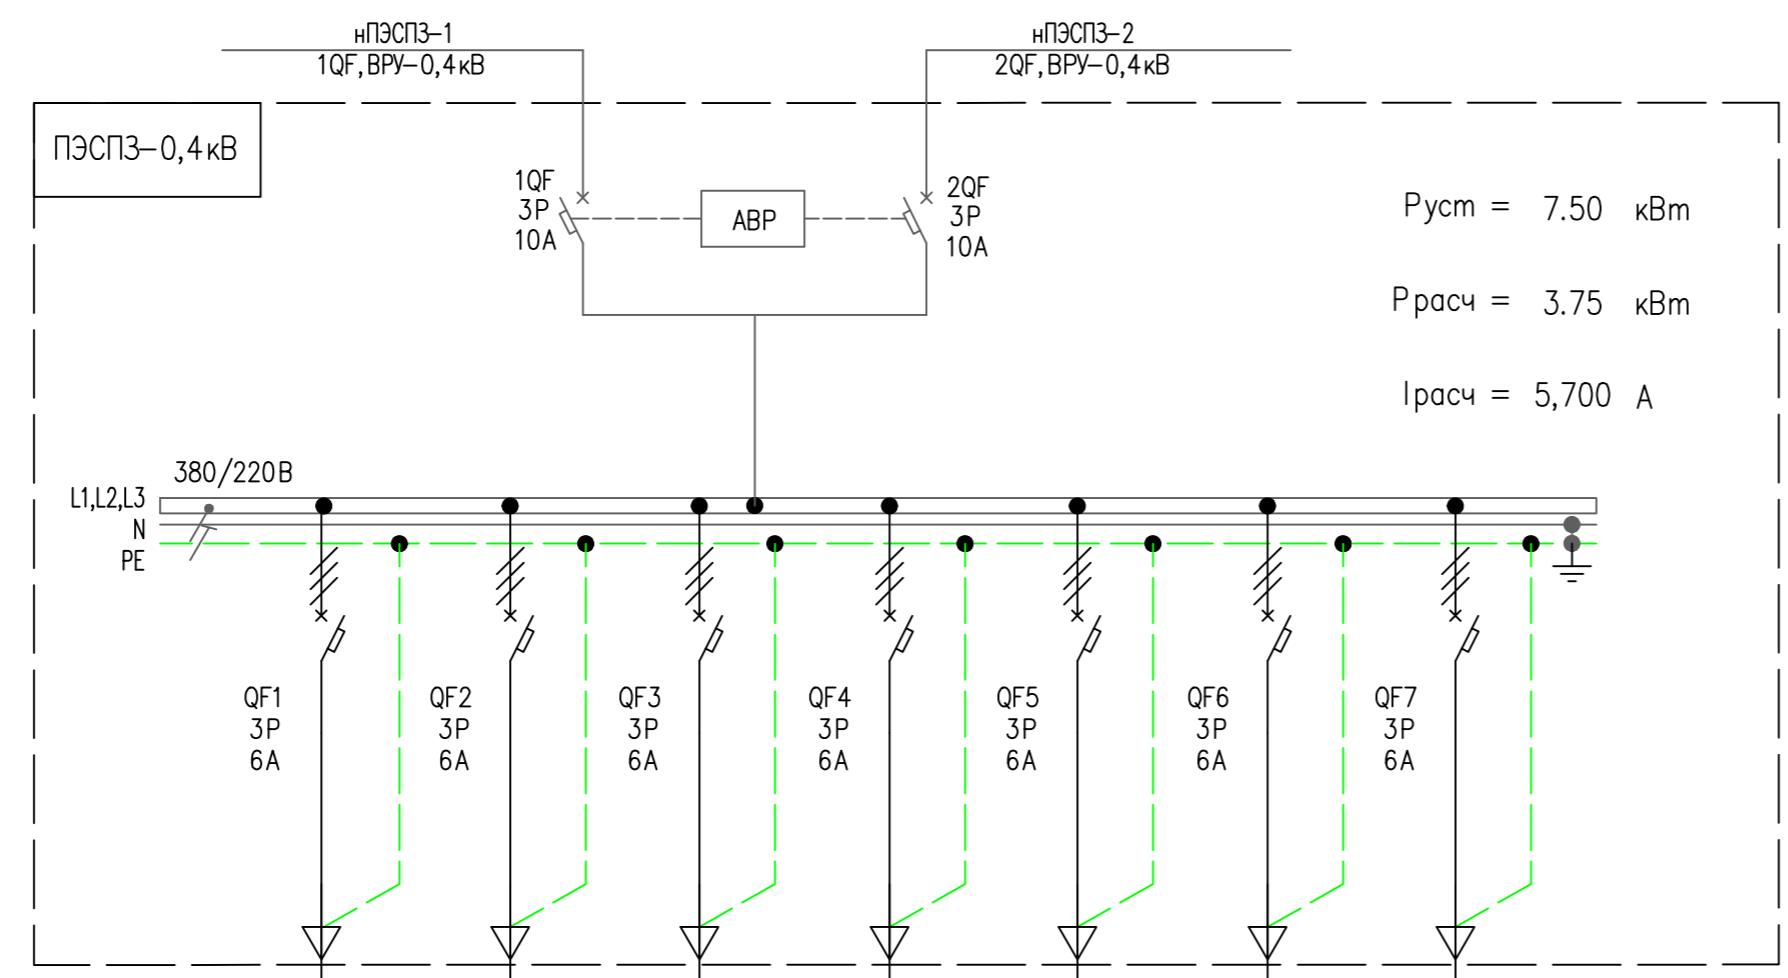 нПЭСПЗ-1
1QF,ВРУ-0,4кВ
нПЭСПЗ-2
2QF,ВРУ-0,4кВ
ПЭСПЗ-0,4кВ
1QF
3P
10A
АВР
2QF
3P
10A
Pуст = 7.50 кВт
Pрасч = 3.75 кВт
Iрасч = 5,700 А
380/220В
L1,L2,L3
N
PE
QF1
3P
6A
QF2
3P
6A
QF3
3P
6A
QF4
3P
6A
QF5
3P
6A
QF6
3P
6A
QF7
3P
6A